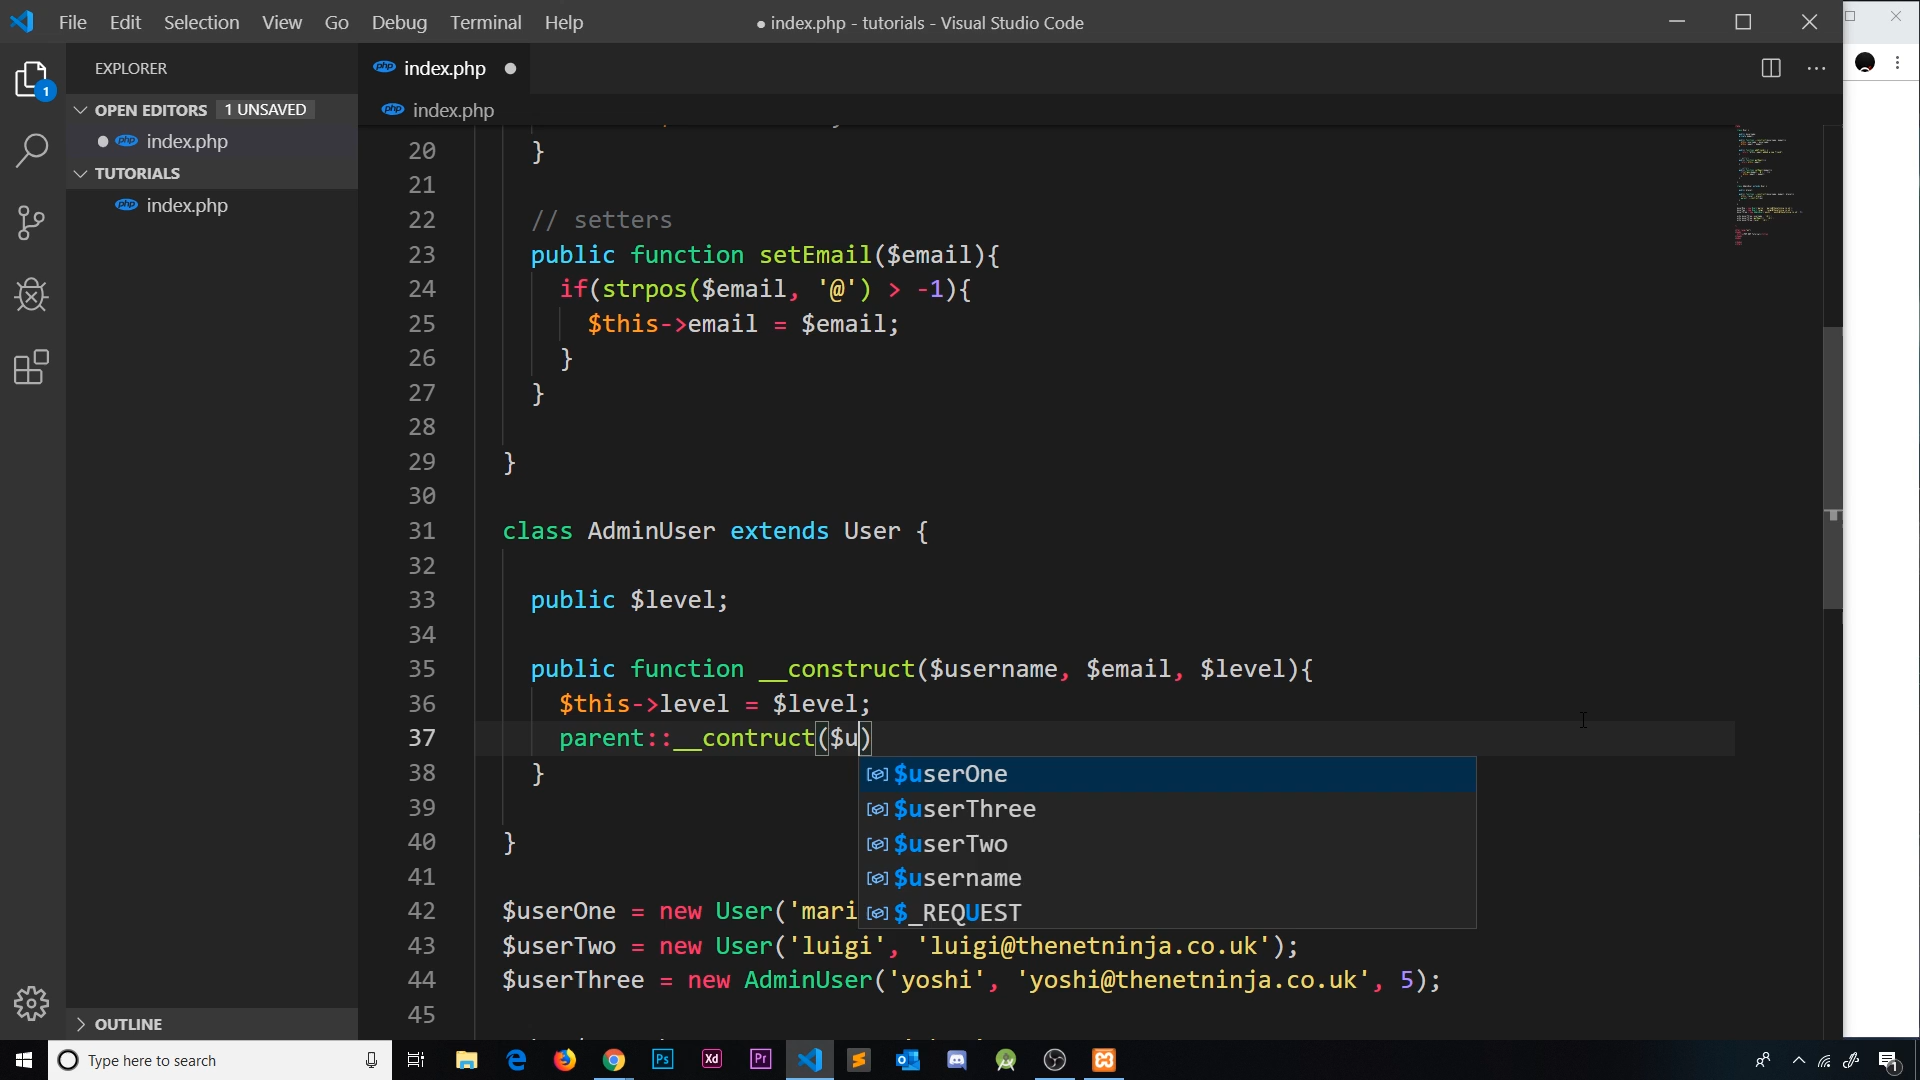 File Edit Selection View Go Debug Terminal Help
● index.php - tutorials - Visual Studio Code
EXPLORER
OPEN EDITORS 1 UNSAVED
index.php
TUTORIALS
index.php
OUTLINE
1
index.php
index.php
20 }
21
22 // setters
23 public function setEmail($email){
24 if(strpos($email, '@') > -1){
25 $this->email = $email;
26 }
27 }
28
29 }
30
31 class AdminUser extends User {
32
33 public $level;
34
35 public function __construct($username, $email, $level){
36 $this->level = $level;
37 parent::__contruct($u)
38 }
39
40 }
41
42 $userOne = new User('mari
43 $userTwo = new User('luigi', 'luigi@thenetninja.co.uk');
44 $userThree = new AdminUser('yoshi', 'yoshi@thenetninja.co.uk', 5);
45
$userOne
$userThree
$userTwo
$username
$_REQUEST
Type here to search
Ps
Xd
Pr
1